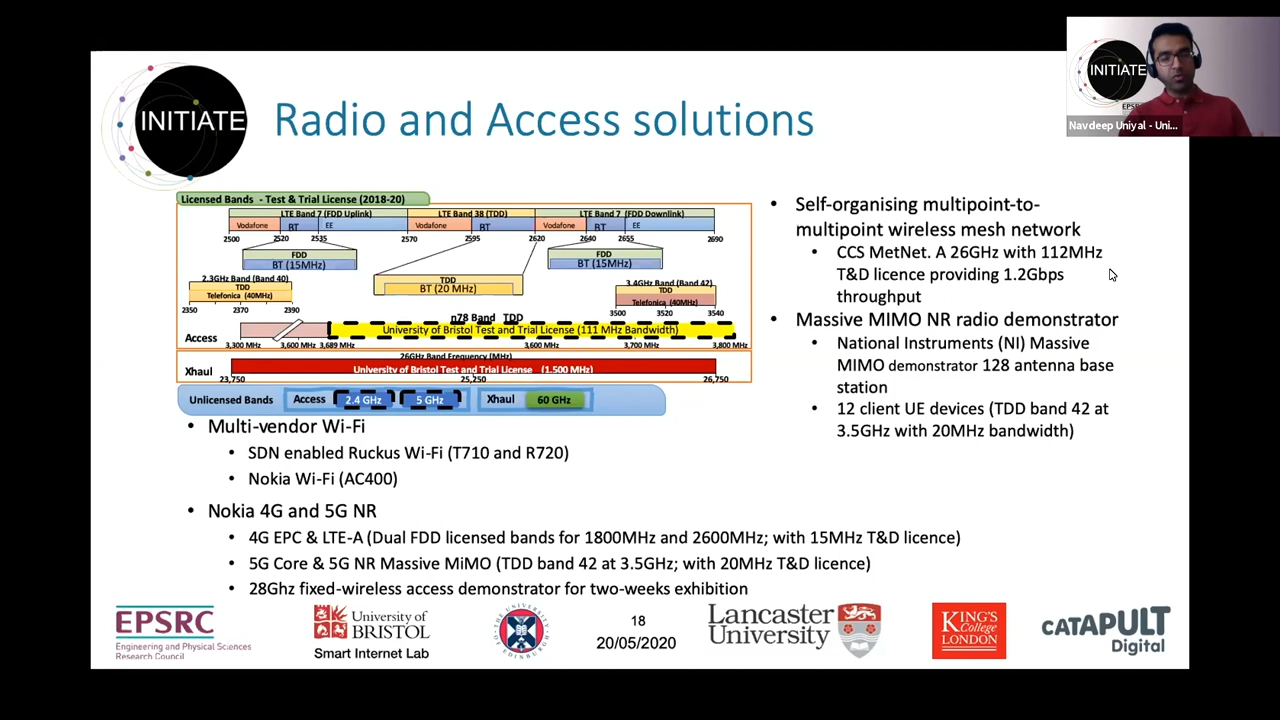 INITIATE
Radio and Access solutions
INITIATE
EPSRC
Navdeep Uniyal - Uni...
Licensed Bands - Test & Trial License (2018-20)
LTE Band 7 (FDD Uplink) LTE Band 38 (TDD) LTE Band 7 (FDD Downlink)
Vodafone BT EE Vodafone BT Vodafone BT EE
2500 2520 2535 2570 2595 2620 2640 2655 2690
FDD FDD
BT (15MHz) BT (15MHz)
2.3GHz Band (Band 40) TDD 3.4GHz Band (Band 42)
TDD BT (20 MHz) TDD
Telefonica (40MHz) Telefonica (40MHz)
2350 2390 3500 3520 3540
n78 Band TDD
Access University of Bristol Test and Trial License (111 MHz Bandwidth)
3,300 MHz 3,600 MHz 3,689 MHz 3,600 MHz 3,700 MHz 3,800 MHz
26GHz Band Frequency (MHz)
Xhaul University of Bristol Test and Trial License (1.500 MHz)
23,750 25,250 26,750
Unlicensed Bands Access 2.4 GHz 5 GHz Xhaul 60 GHz
• Multi-vendor Wi-Fi
• SDN enabled Ruckus Wi-Fi (T710 and R720)
• Nokia Wi-Fi (AC400)
• Nokia 4G and 5G NR
• 4G EPC & LTE-A (Dual FDD licensed bands for 1800MHz and 2600MHz; with 15MHz T&D licence)
• 5G Core & 5G NR Massive MiMO (TDD band 42 at 3.5GHz; with 20MHz T&D licence)
• 28Ghz fixed-wireless access demonstrator for two-weeks exhibition
• Self-organising multipoint-to-
multipoint wireless mesh network
• CCS MetNet. A 26GHz with 112MHz
T&D licence providing 1.2Gbps
throughput
• Massive MIMO NR radio demonstrator
• National Instruments (NI) Massive
MIMO demonstrator 128 antenna base
station
• 12 client UE devices (TDD band 42 at
3.5GHz with 20MHz bandwidth)
EPSRC
Engineering and Physical Sciences
Research Council
University of
BRISTOL
Smart Internet Lab
18
20/05/2020
Lancaster
University
KING'S
College
LONDON
CATAPULT
Digital